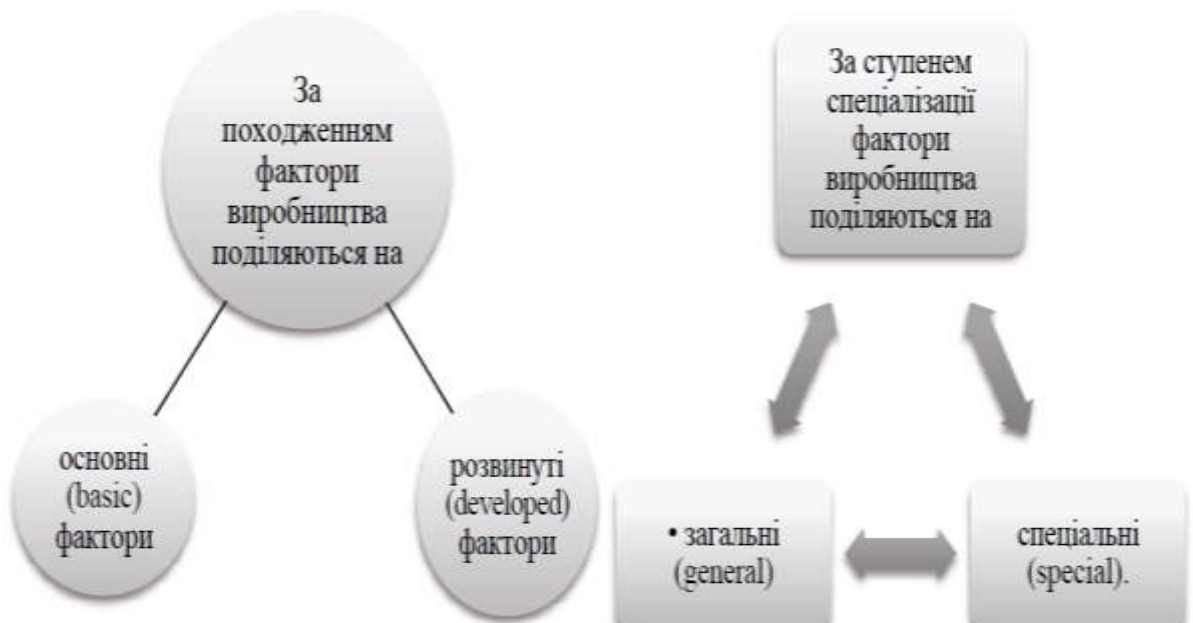 За
походженням
фактори
виробництва
поділяються на
основні
(basic)
фактори
розвинуті
(developed)
фактори
За ступенем
спеціалізації
фактори
виробництва
поділяються на
• загальні
(general)
спеціальні
(special).